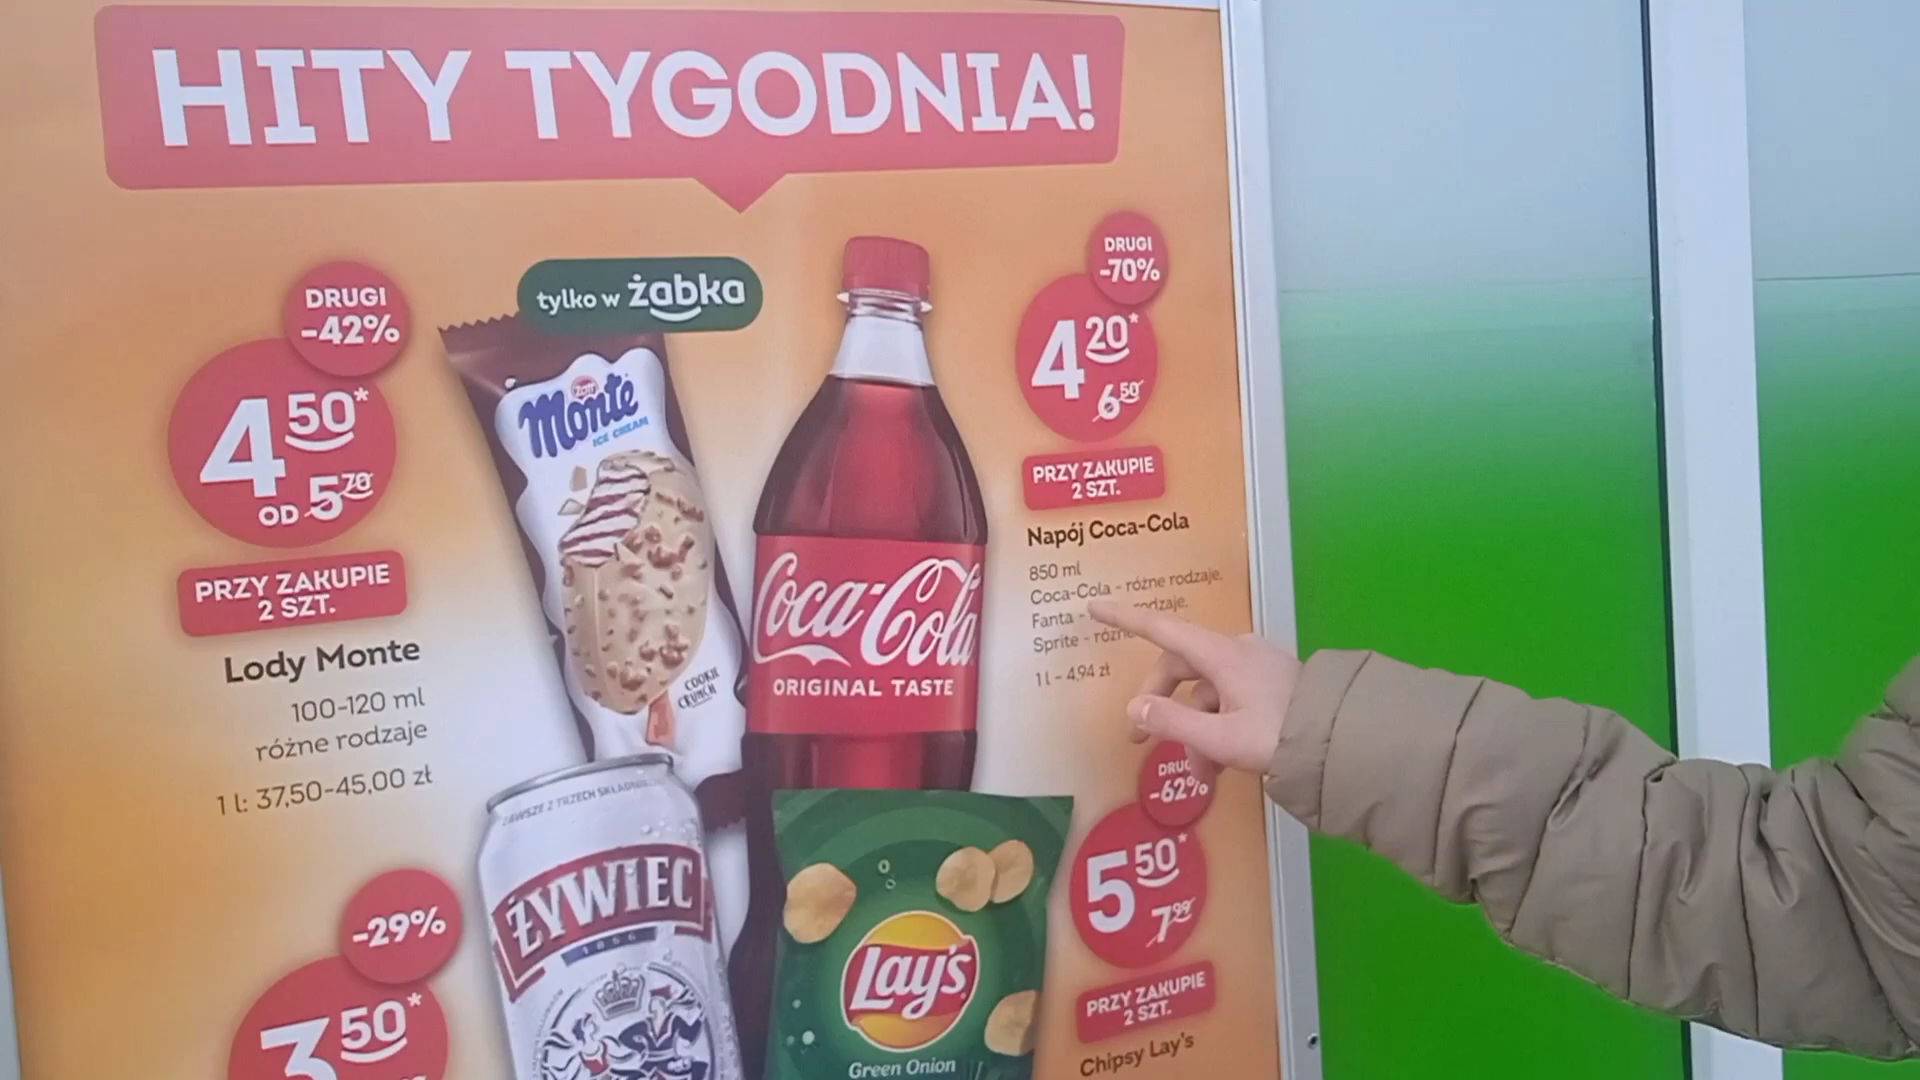 HITY TYGODNIA!
DRUGI
-42%
4 50*
OD 5 70
PRZY ZAKUPIE
2 SZT.
Lody Monte
100-120 ml
różne rodzaje
1 l: 37,50-45,00 zł
tylko w żabka
Zott
Monte
ICE CREAM
COOKIE
CRUNCH
Coca-Cola
ORIGINAL TASTE
DRUGI
-70%
4 20*
6 50
PRZY ZAKUPIE
2 SZT.
Napój Coca-Cola
850 ml
Coca-Cola - różne rodzaje.
Fanta -
Sprite -
1 l - 4,94 zł
-29%
3 50*
ZAWSZE Z TRZECH
ŻYWIEC
1856
Lay's
Green Onion
-62%
5 50*
7 99
PRZY ZAKUPIE
2 SZT.
Chipsy Lay's